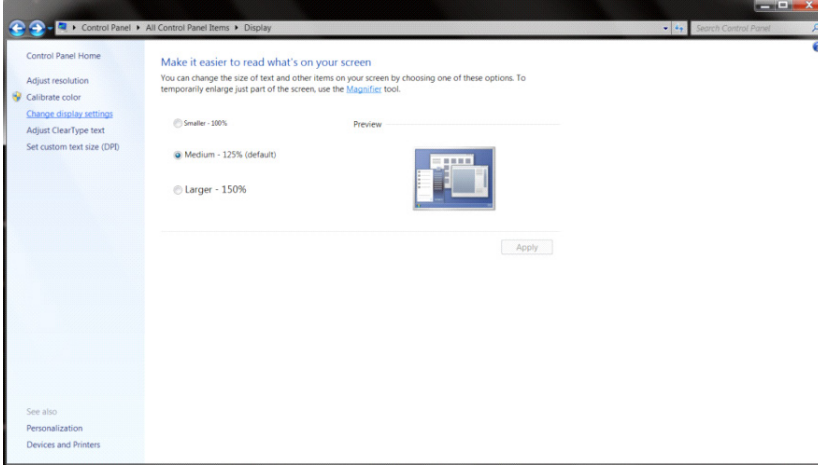 Control Panel ▸ All Control Panel Items ▸ Display
Search Control Panel
Control Panel Home
Adjust resolution
Calibrate color
Change display settings
Adjust ClearType text
Set custom text size (DPI)
See also
Personalization
Devices and Printers
Make it easier to read what's on your screen
You can change the size of text and other items on your screen by choosing one of these options. To
temporarily enlarge just part of the screen, use the Magnifier tool.
Smaller - 100%
Preview
Medium - 125% (default)
Larger - 150%
Apply